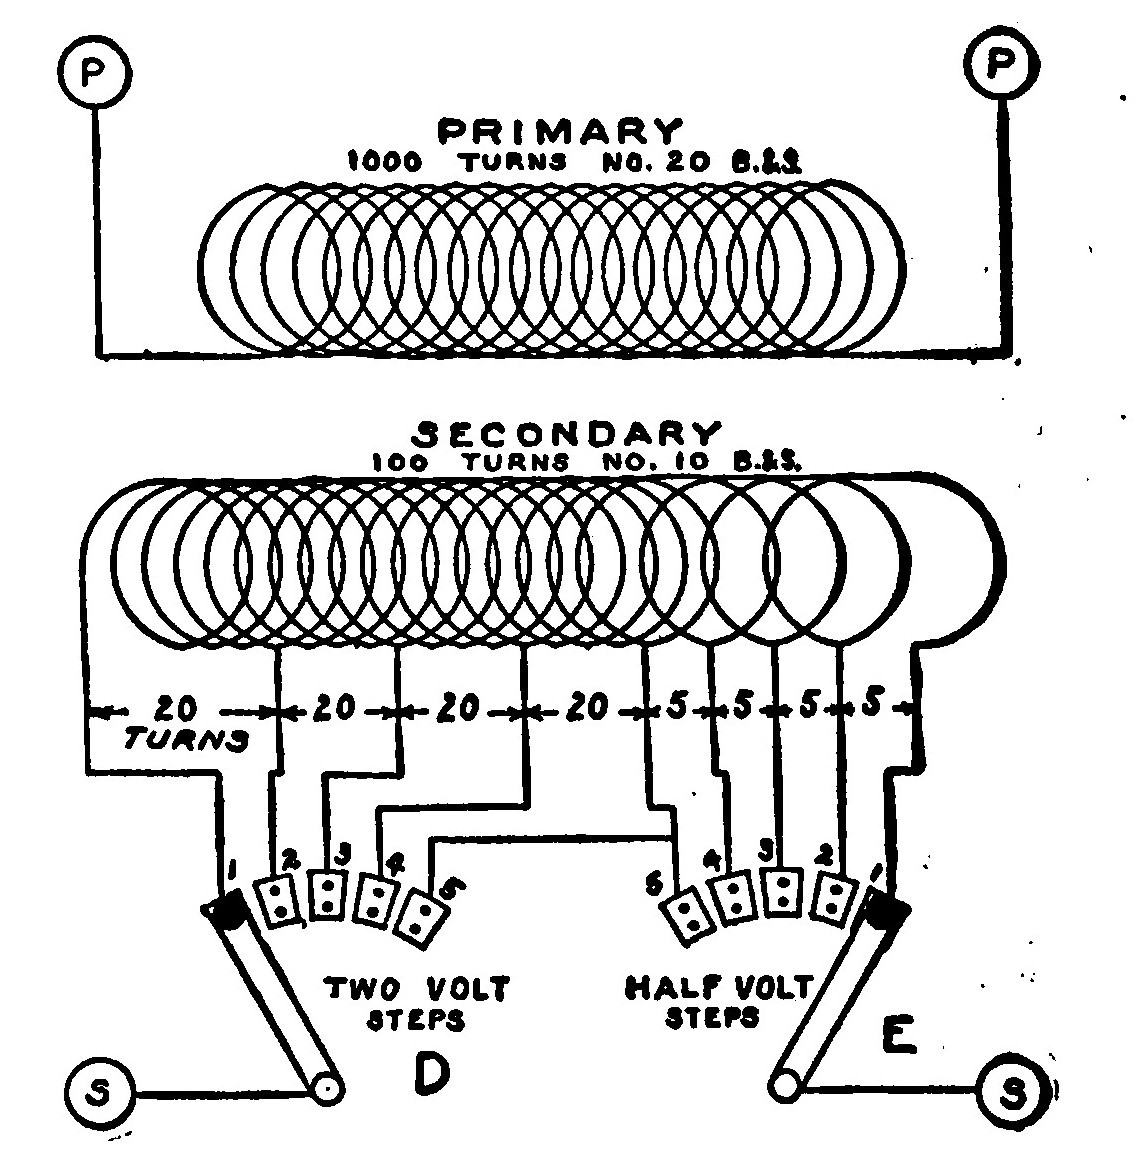 P P
PRIMARY
1000 TURNS NO. 20 B.&S.
SECONDARY
100 TURNS NO. 10 B.&S.
20 20 20 20 5 5 5 5
TURNS
1 2 3 4 5 5 4 3 2 1
TWO VOLT HALF VOLT
STEPS STEPS
D E
S S